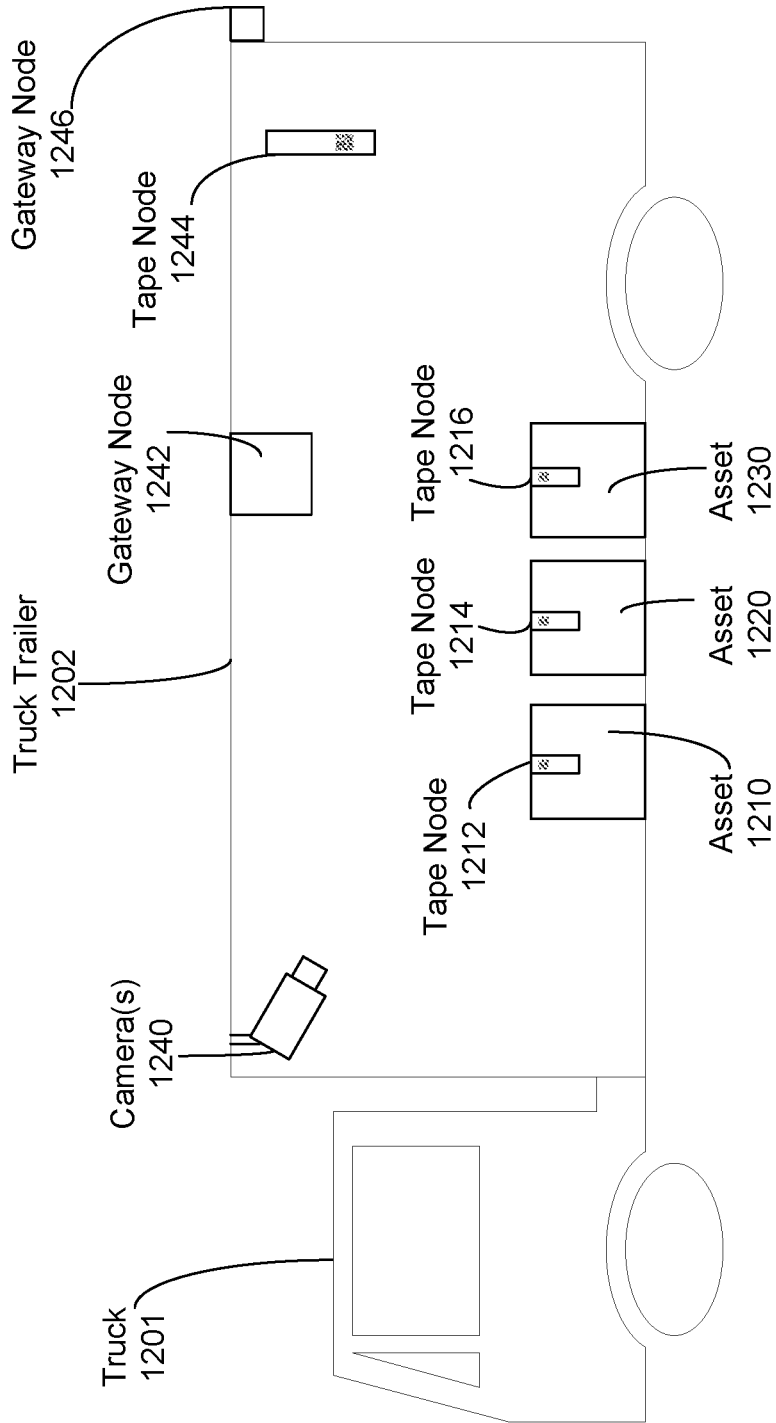 Truck
1201
Camera(s)
1240
Truck Trailer
1202
Gateway Node
1242
Tape Node
1244
Gateway Node
1246
Tape Node
1212
Tape Node
1214
Tape Node
1216
Asset
1210
Asset
1220
Asset
1230